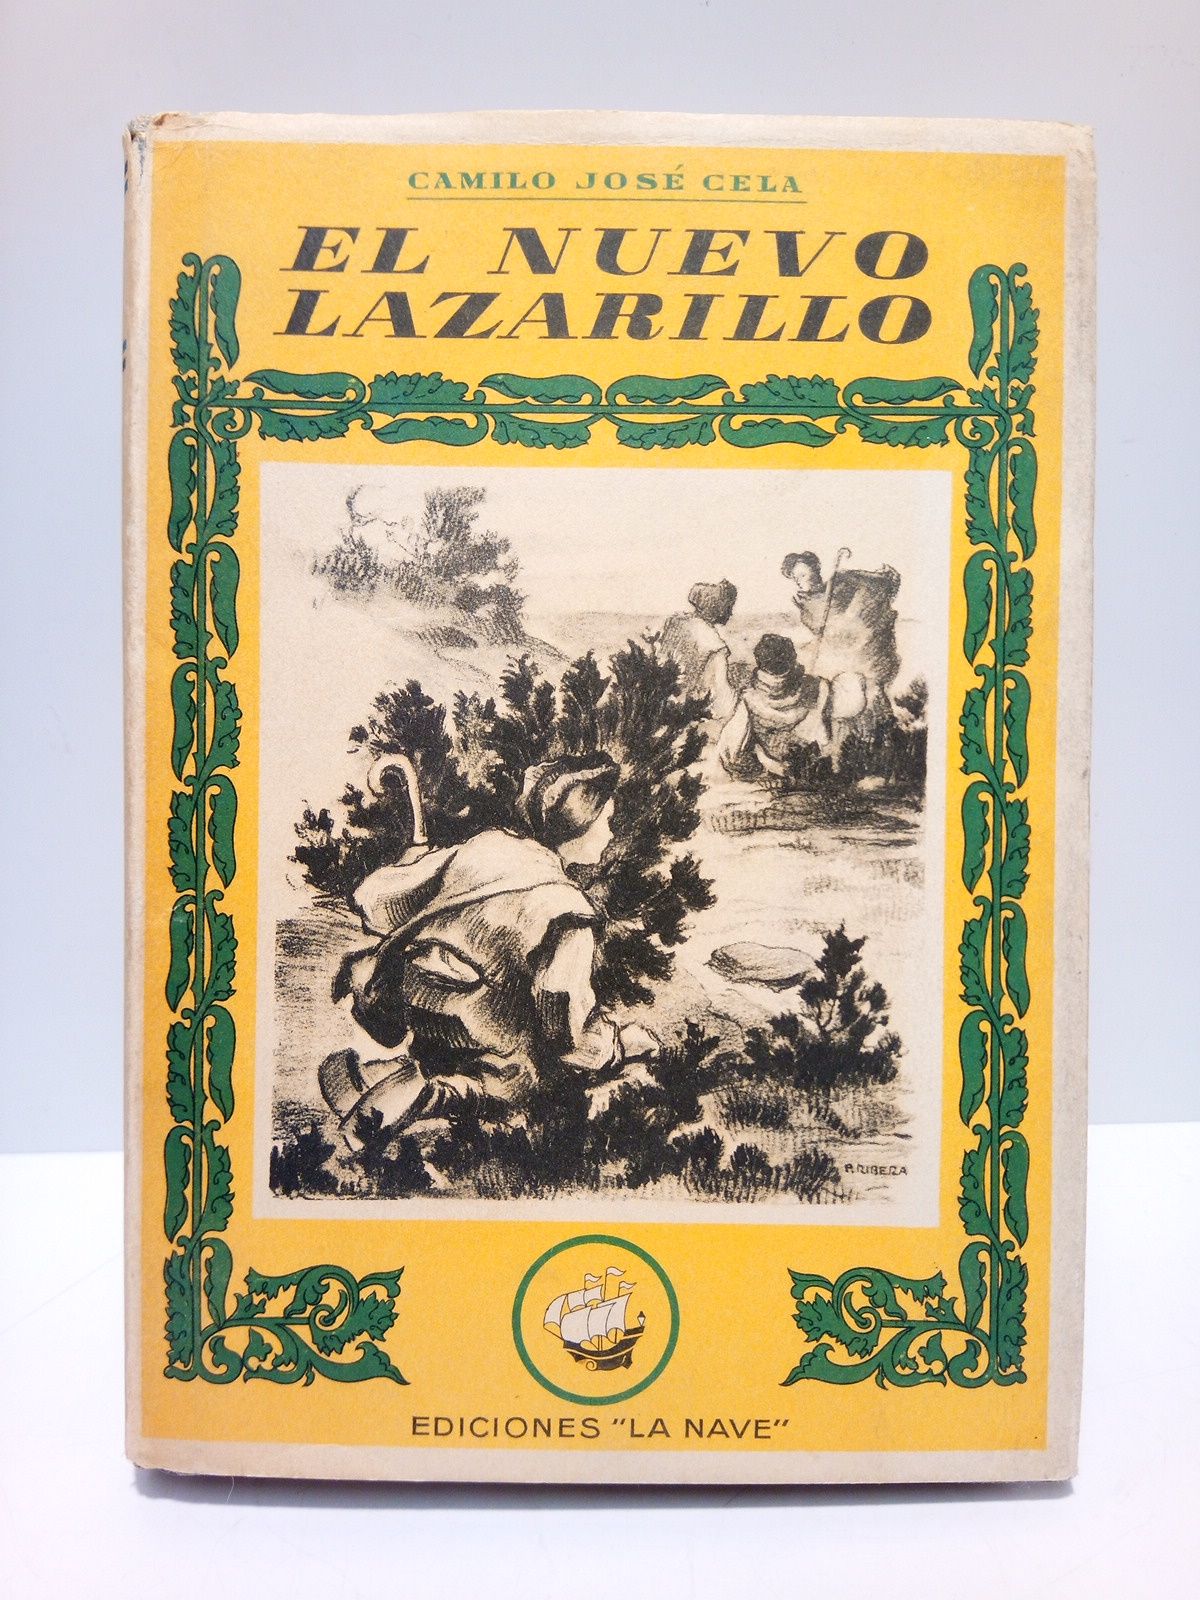 CAMILO JOSÉ CELA
EL NUEVO
LAZARILLO
P. RIBERA
EDICIONES "LA NAVE"